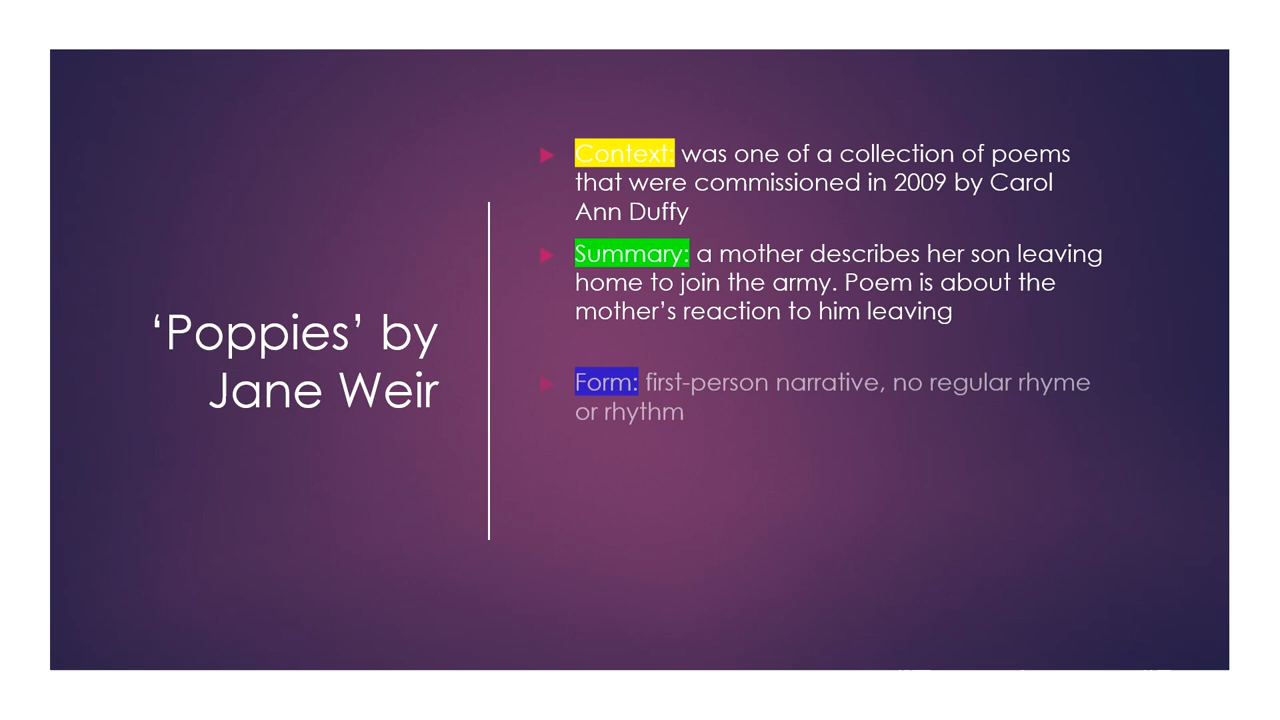 ‘Poppies’ by
Jane Weir
Context: was one of a collection of poems
that were commissioned in 2009 by Carol
Ann Duffy
Summary: a mother describes her son leaving
home to join the army. Poem is about the
mother’s reaction to him leaving
Form: first-person narrative, no regular rhyme
or rhythm